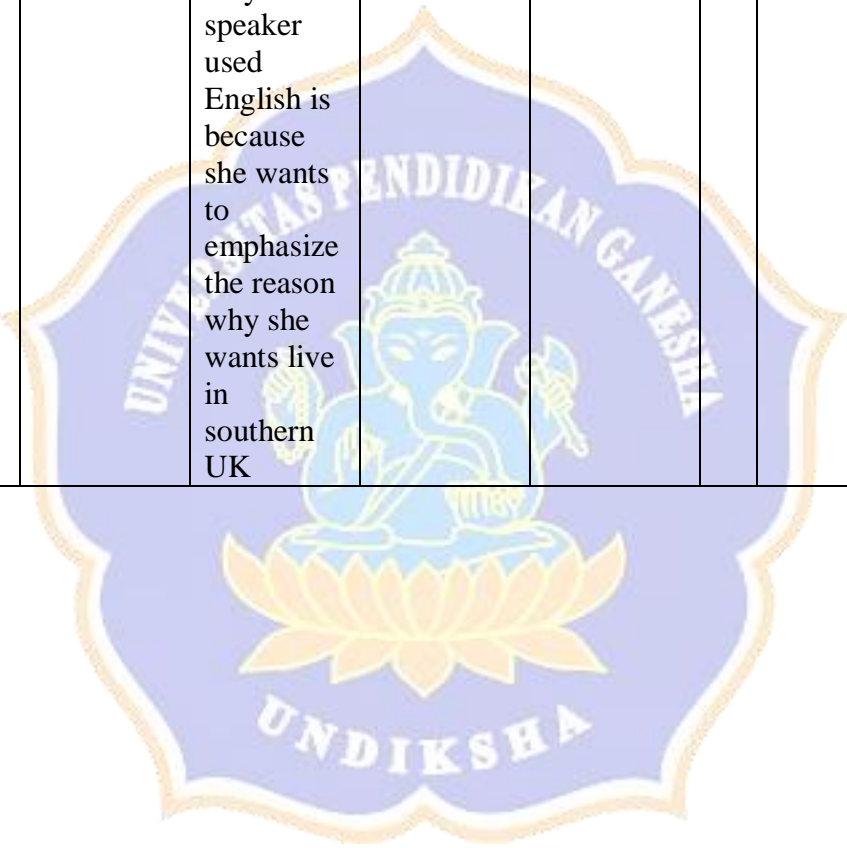 speaker
used
English is
because
she wants
to
emphasize
the reason
why she
wants live
in
southern
UK
UNIVERSITAS PENDIDIKAN GANESHA
UNDIKSHA